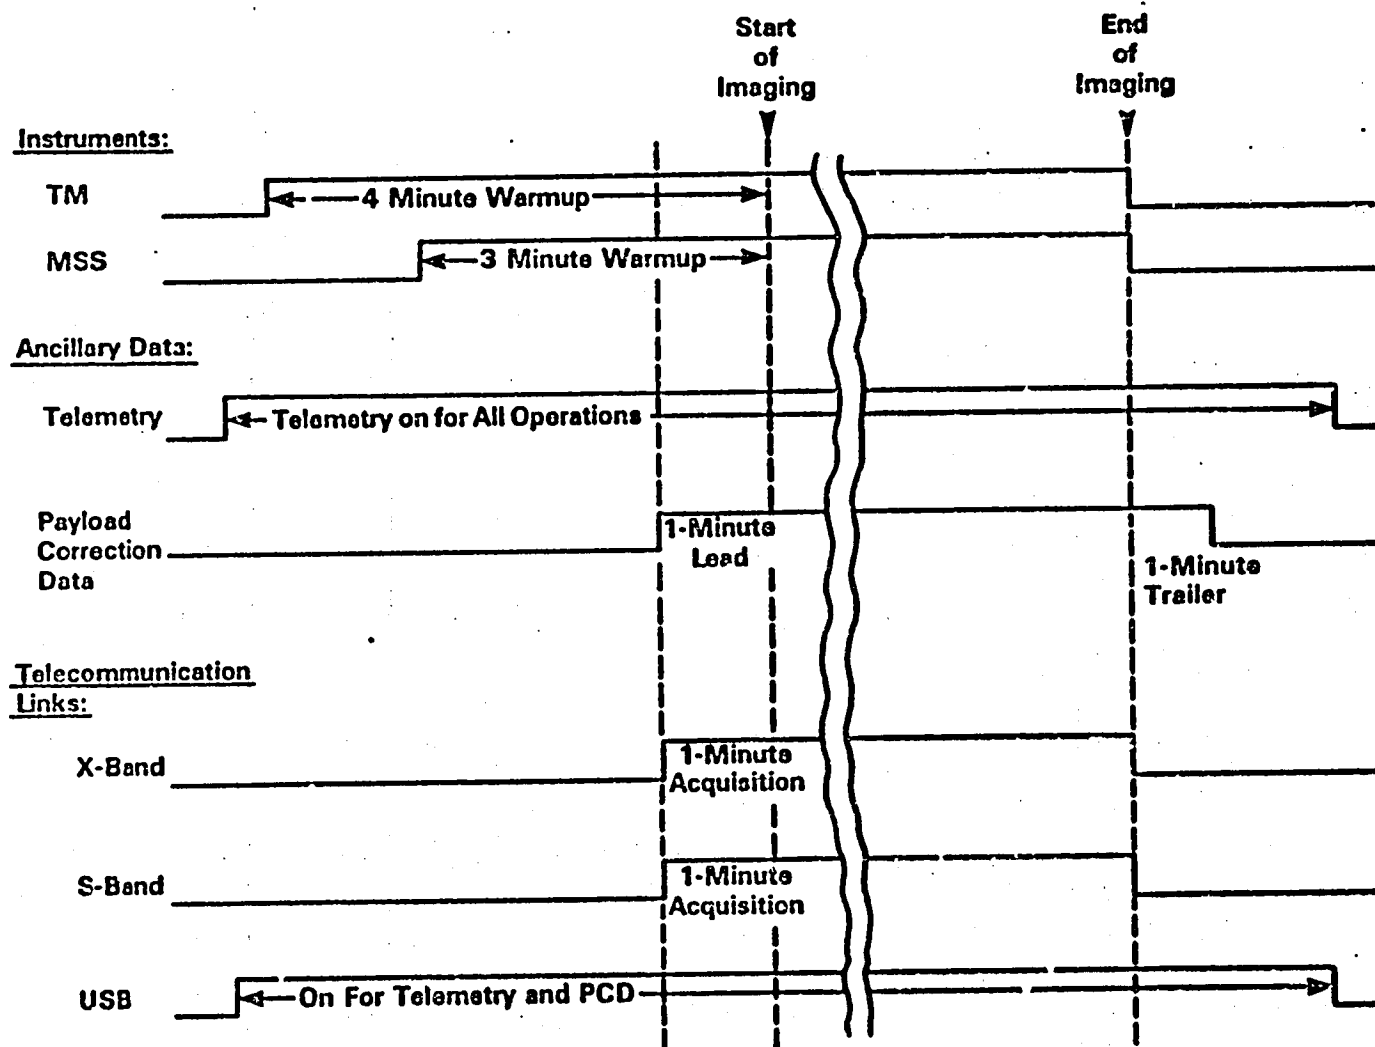 Start
of
Imaging
End
of
Imaging
Instruments:
TM
4 Minute Warmup
MSS
3 Minute Warmup
Ancillary Data:
Telemetry
Telemetry on for All Operations
Payload
Correction
Data
1-Minute
Lead
1-Minute
Trailer
Telecommunication
Links:
X-Band
1-Minute
Acquisition
S-Band
1-Minute
Acquisition
USB
On For Telemetry and PCD